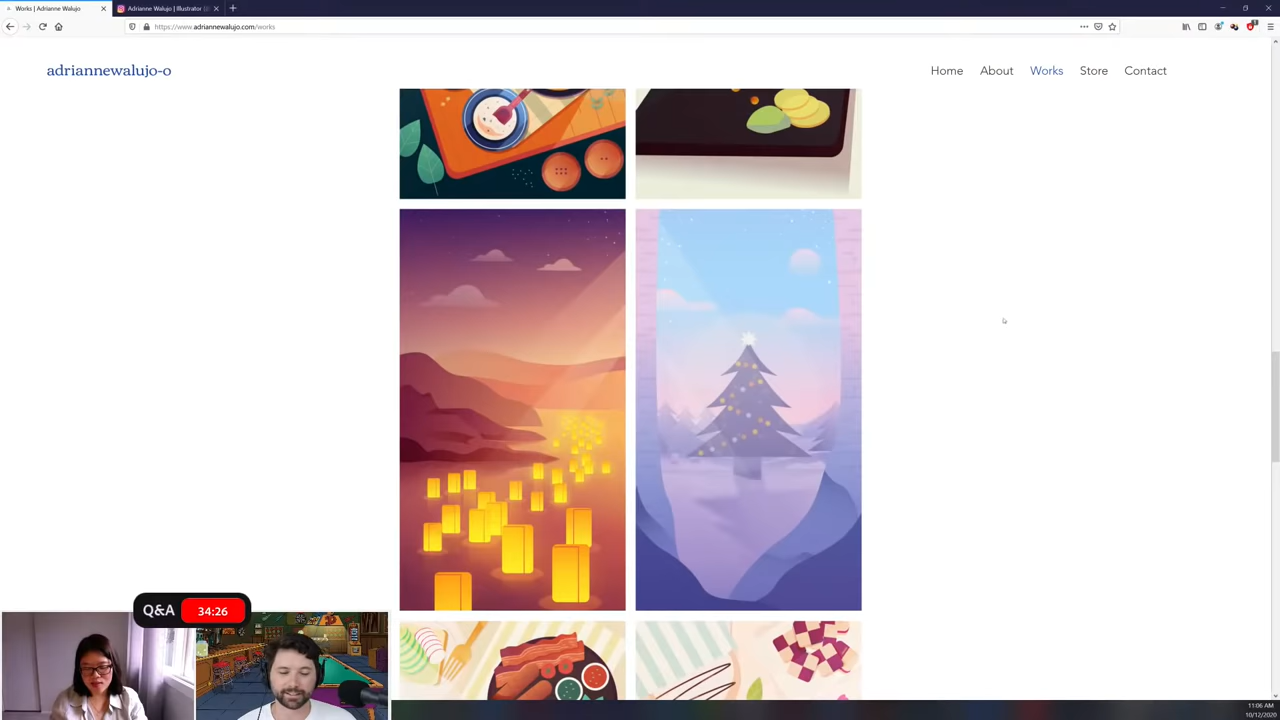 Works | Adrianne Walujo
Adrianne Walujo | Illustrator (@
https://www.adriannewalujo.com/works
adriannewalujo-o
Home About Works Store Contact
Q&A 34:26
11:06 AM
10/12/2020